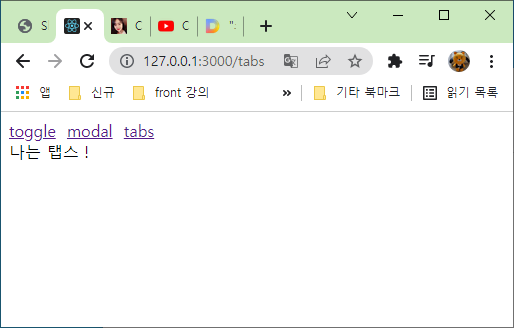 S
C
C
":
127.0.0.1:3000/tabs
앱 신규 front 강의 » 기타 북마크 읽기 목록
toggle modal tabs
나는 탭스 !